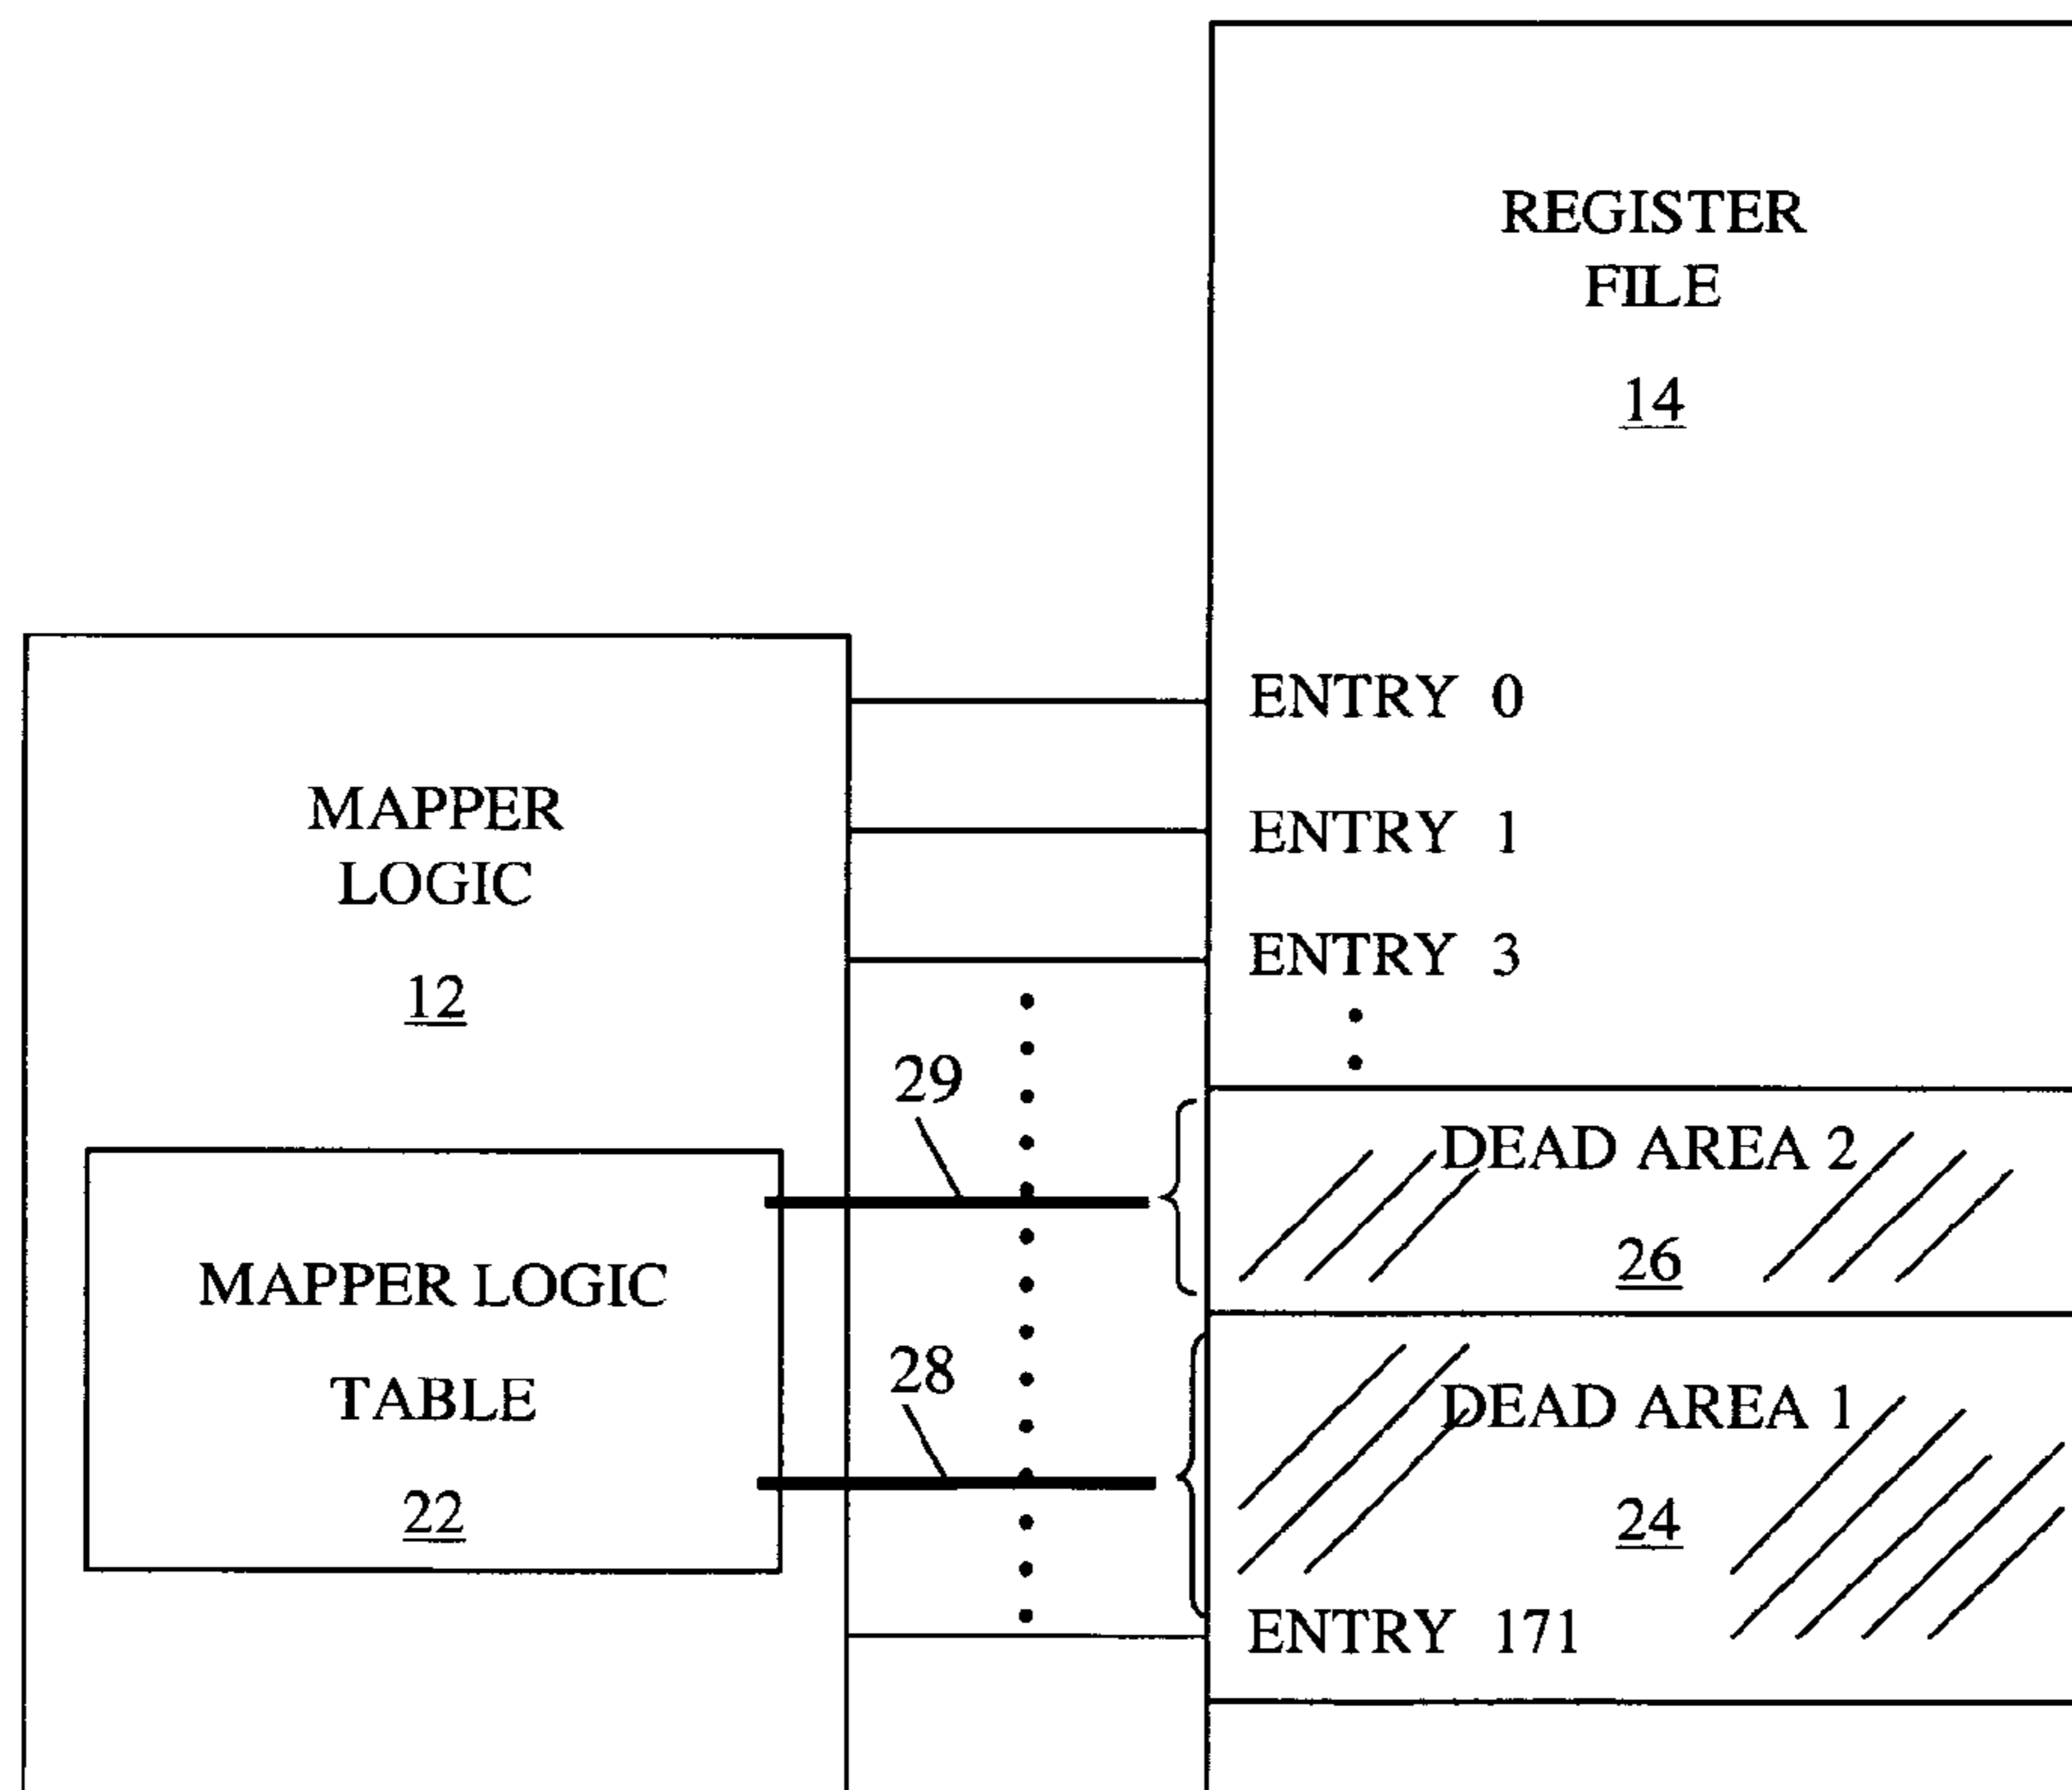 REGISTER
FILE
14
ENTRY 0
MAPPER
LOGIC
12
ENTRY 1
ENTRY 3
29
DEAD AREA 2
26
MAPPER LOGIC
TABLE
22
28
DEAD AREA 1
24
ENTRY 171